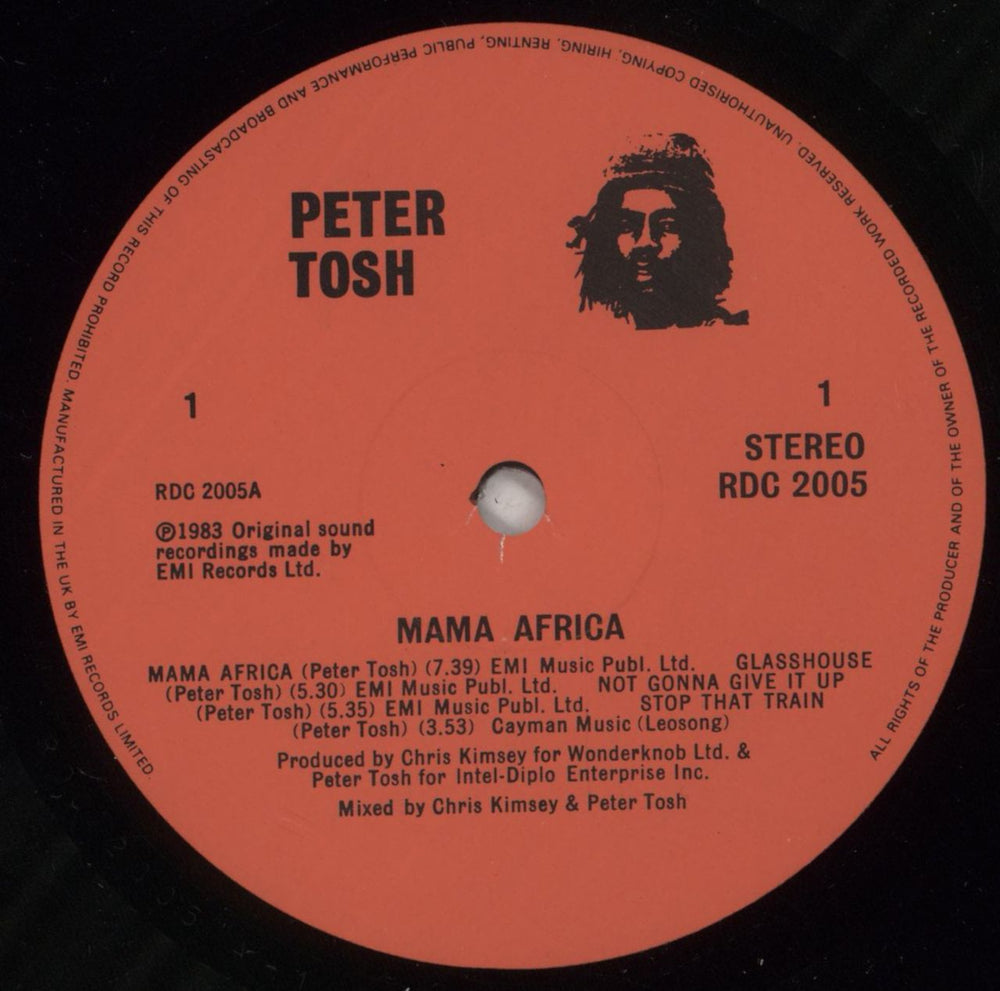 PETER
TOSH
1
1
STEREO
RDC 2005
RDC 2005A
Ⓟ1983 Original sound
recordings made by
EMI Records Ltd.
MAMA AFRICA
MAMA AFRICA (Peter Tosh) (7.39) EMI Music Publ. Ltd. GLASSHOUSE
(Peter Tosh) (5.30) EMI Music Publ. Ltd. NOT GONNA GIVE IT UP
(Peter Tosh) (5.35) EMI Music Publ. Ltd. STOP THAT TRAIN
(Peter Tosh) (3.53) Cayman Music (Leosong)
Produced by Chris Kimsey for Wonderknob Ltd. &
Peter Tosh for Intel-Diplo Enterprise Inc.
Mixed by Chris Kimsey & Peter Tosh
ALL RIGHTS OF THE PRODUCER AND OF THE OWNER OF THE RECORDED WORK RESERVED. UNAUTHORISED COPYING, HIRING, RENTING, PUBLIC PERFORMANCE AND BROADCASTING OF THIS RECORD PROHIBITED. MANUFACTURED IN THE UK BY EMI RECORDS LIMITED.